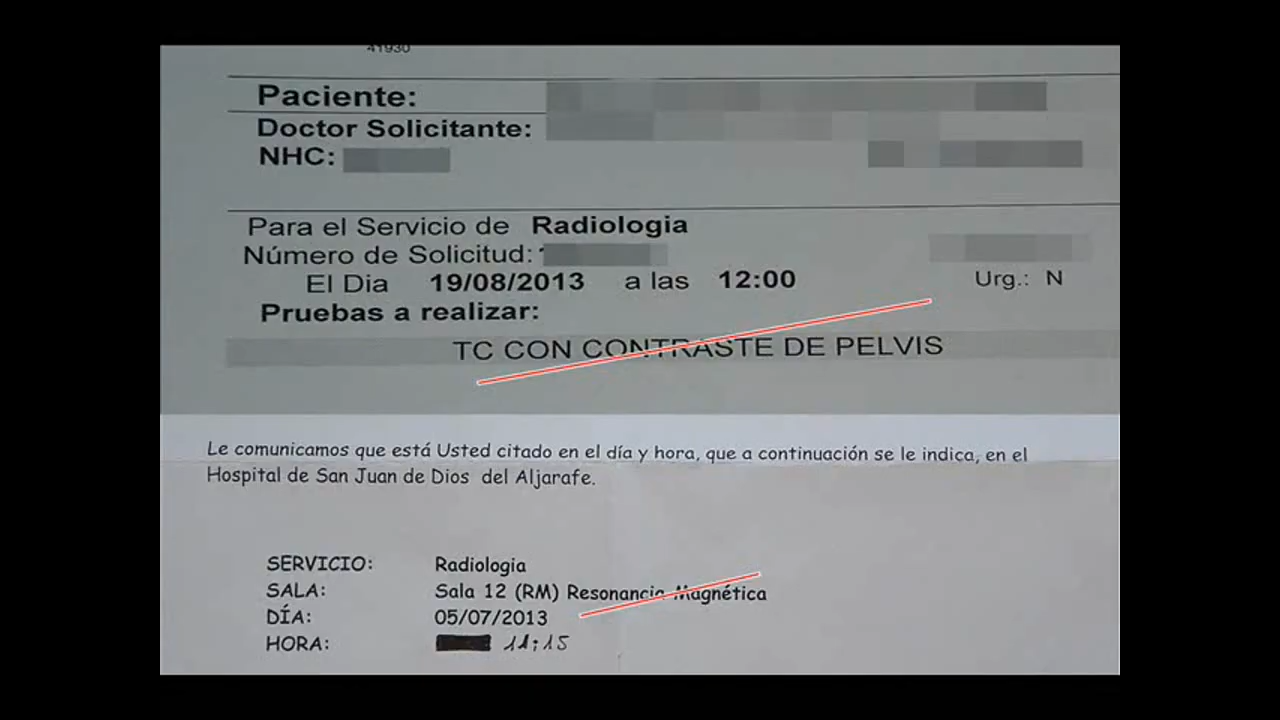 41930
Paciente:
Doctor Solicitante:
NHC:
Para el Servicio de Radiologia
Número de Solicitud:
El Dia 19/08/2013 a las 12:00 Urg.: N
Pruebas a realizar:
TC CON CONTRASTE DE PELVIS
Le comunicamos que está Usted citado en el día y hora, que a continuación se le indica, en el
Hospital de San Juan de Dios del Aljarafe.
SERVICIO: Radiologia
SALA: Sala 12 (RM) Resonancia Magnética
DÍA: 05/07/2013
HORA: 11:15